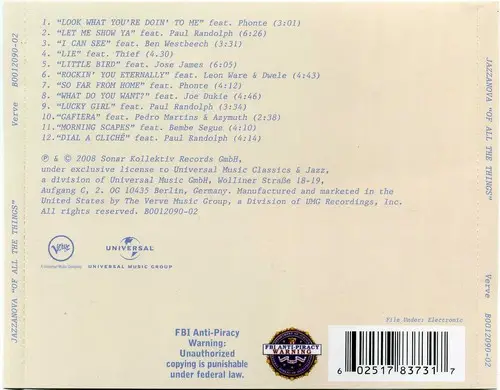 1. "LOOK WHAT YOU'RE DOIN' TO ME" feat. Phonte (3:01)
2. "LET ME SHOW YA" feat. Paul Randolph (6:26)
3. "I CAN SEE" feat. Ben Westbeech (3:31)
4. "LIE" feat. Thief (4.30)
5. "LITTLE BIRD" feat. Jose James (6:05)
6. "ROCKIN' YOU ETERNALLY" feat. Leon Ware & Dwele (4:43)
7. "SO FAR FROM HOME" feat. Phonte (4:12)
8. "WHAT DO YOU WANT?" feat. Joe Dukie (4:46)
9. "LUCKY GIRL" feat. Paul Randolph (3:34)
10. "GAFIERA" feat. Pedro Martins & Azymuth (2:38)
11. "MORNING SCAPES" feat. Bembe Segue (4:10)
12. "DIAL A CLICHÉ" feat. Paul Randolph (4:14)
℗ & © 2008 Sonar Kollektiv Records GmbH,
under exclusive license to Universal Music Classics & Jazz,
a division of Universal Music GmbH, Wolliner Straße 18-19,
Aufgang C, 2. OG 10435 Berlin, Germany. Manufactured and marketed in the
United States by The Verve Music Group, a Division of UMG Recordings, Inc.
All rights reserved. B0012090-02
Verve
UNIVERSAL
UNIVERSAL MUSIC GROUP
File Under: Electronic
FBI Anti-Piracy
Warning:
Unauthorized
copying is punishable
under federal law.
FBI ANTI-PIRACY
WARNING
6 02517 83731 7
JAZZANOVA "OF ALL THE THINGS" Verve B0012090-02
JAZZANOVA "OF ALL THE THINGS" Verve B0012090-02